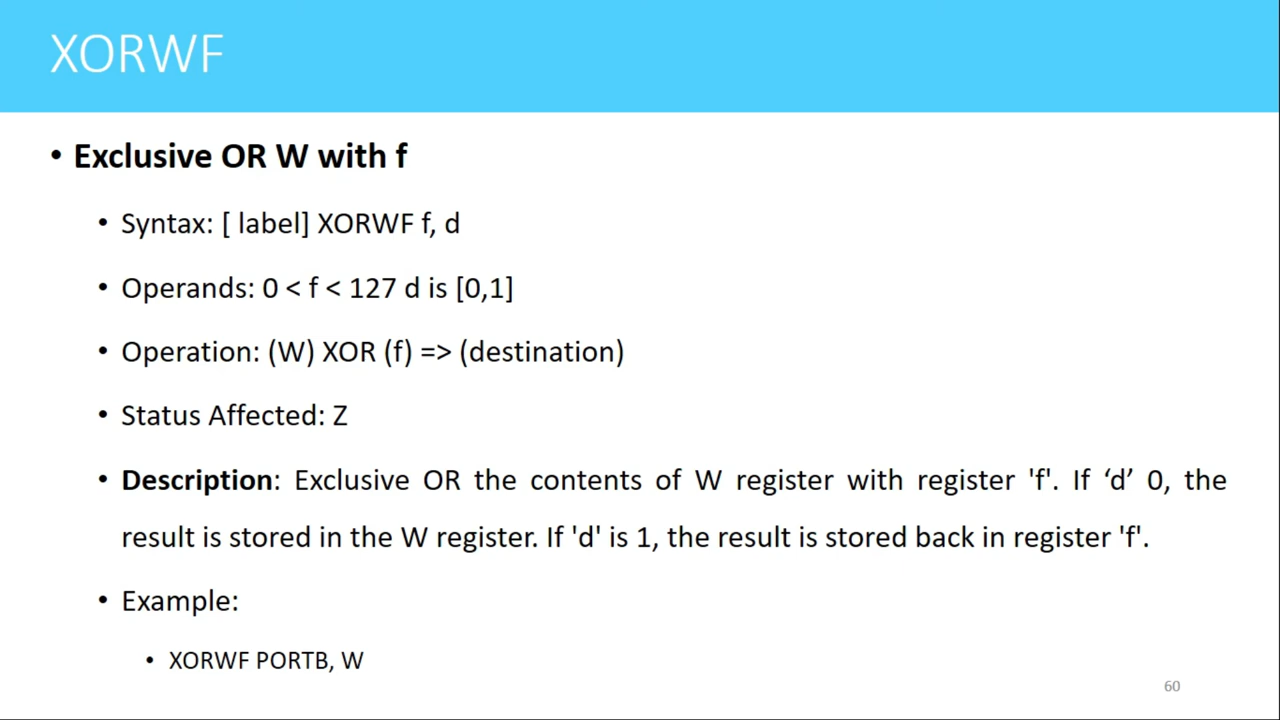 XORWF
• Exclusive OR W with f
• Syntax: [ label] XORWF f, d
• Operands: 0 < f < 127 d is [0,1]
• Operation: (W) XOR (f) => (destination)
• Status Affected: Z
• Description: Exclusive OR the contents of W register with register 'f'. If ‘d’ 0, the
result is stored in the W register. If 'd' is 1, the result is stored back in register 'f'.
• Example:
• XORWF PORTB, W
60